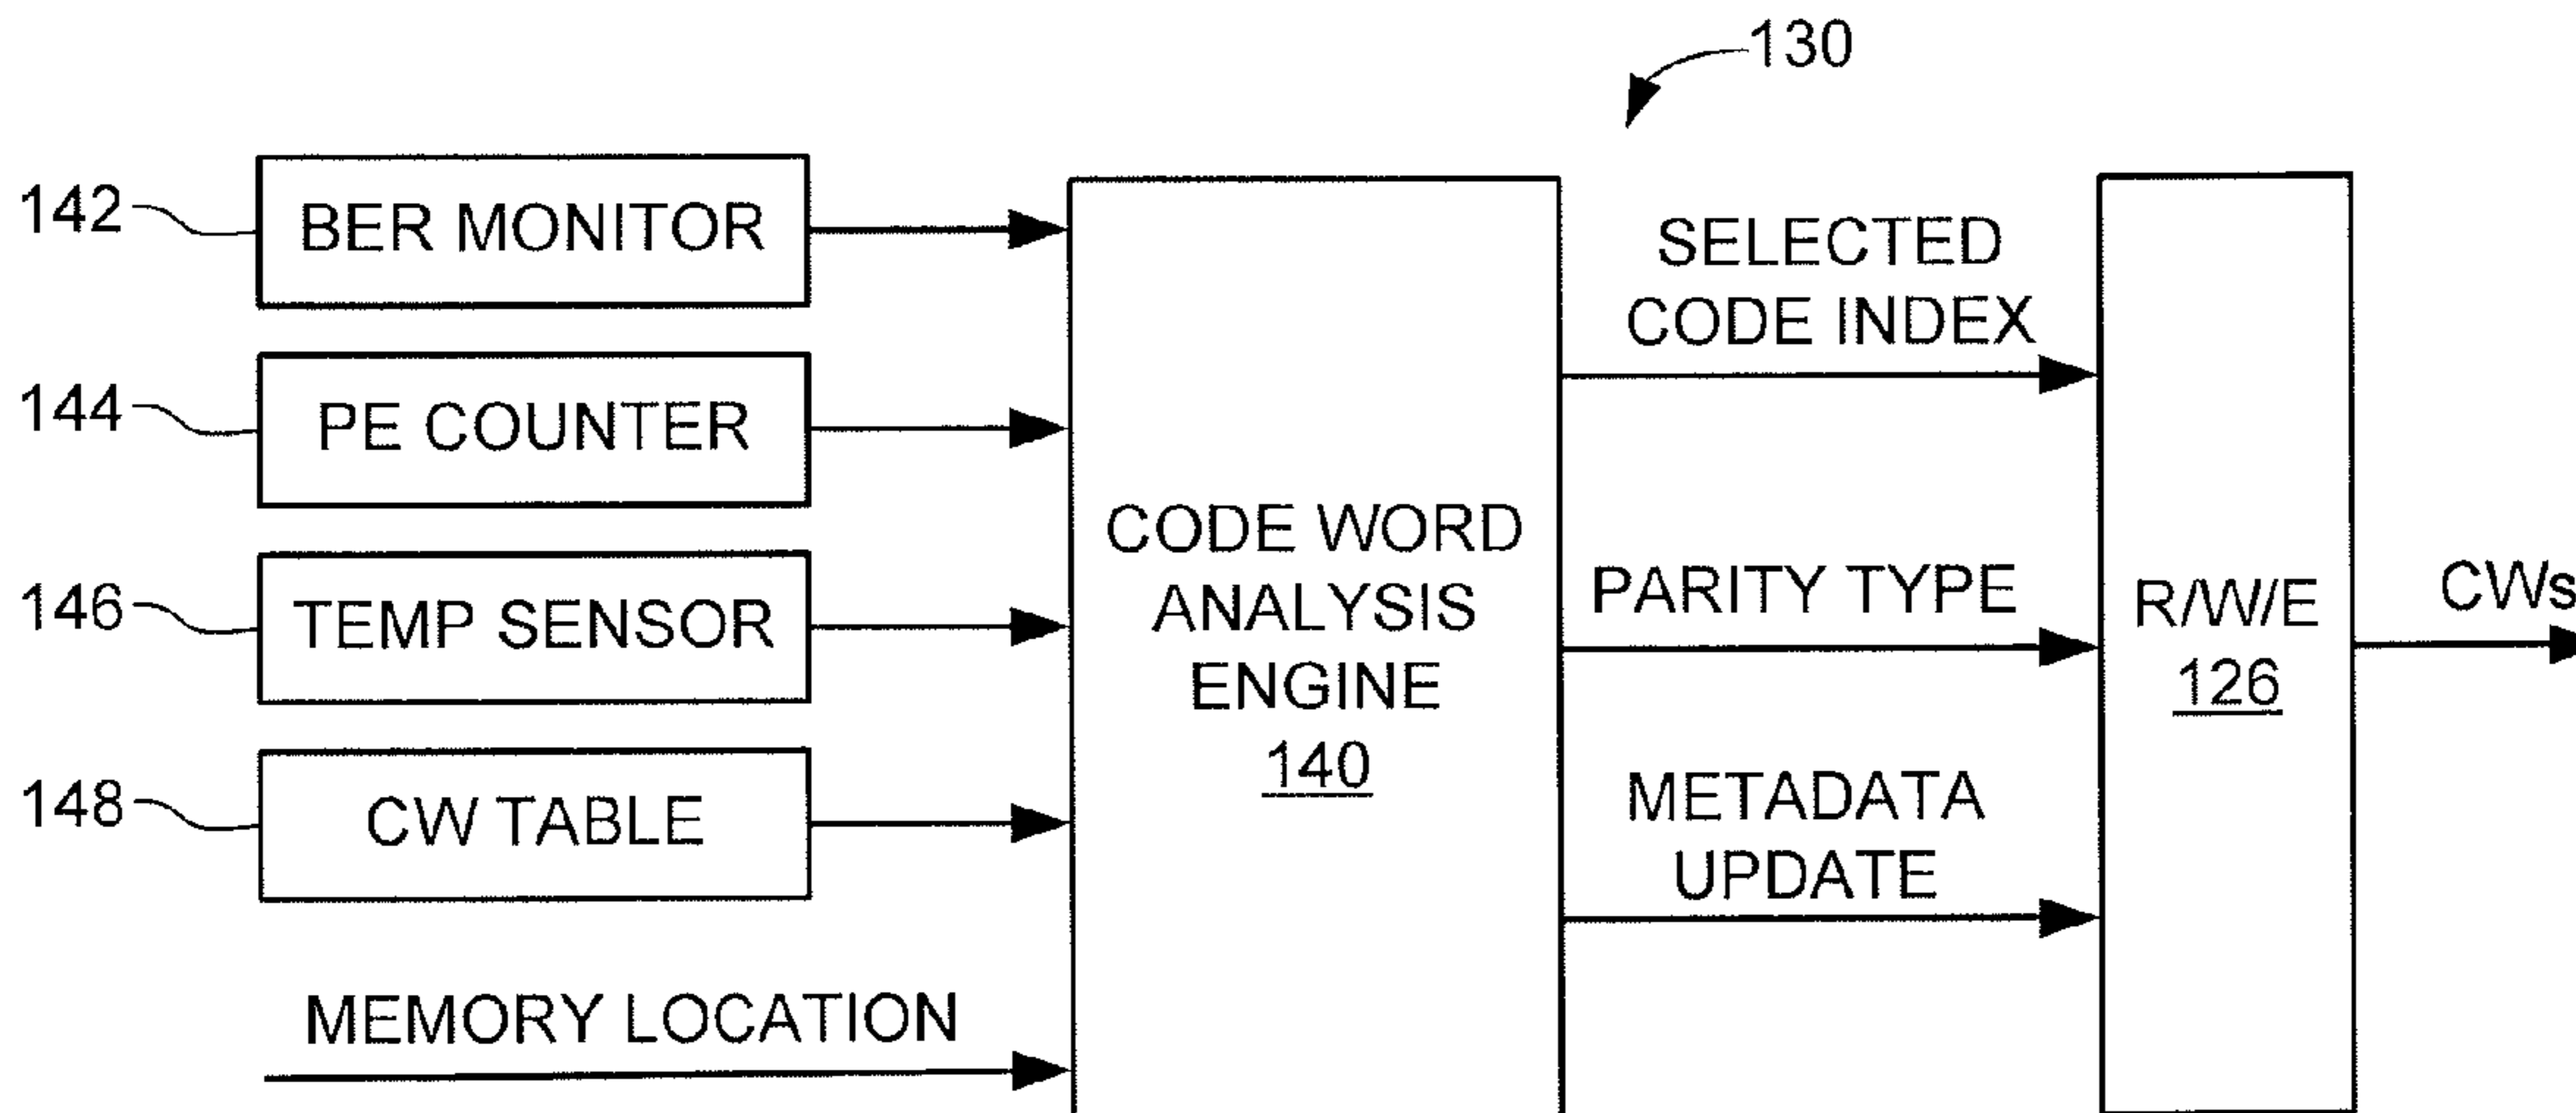 130
142
BER MONITOR
144
PE COUNTER
146
TEMP SENSOR
148
CW TABLE
MEMORY LOCATION
CODE WORD
ANALYSIS
ENGINE
140
SELECTED
CODE INDEX
PARITY TYPE
METADATA
UPDATE
R/W/E
126
CWs